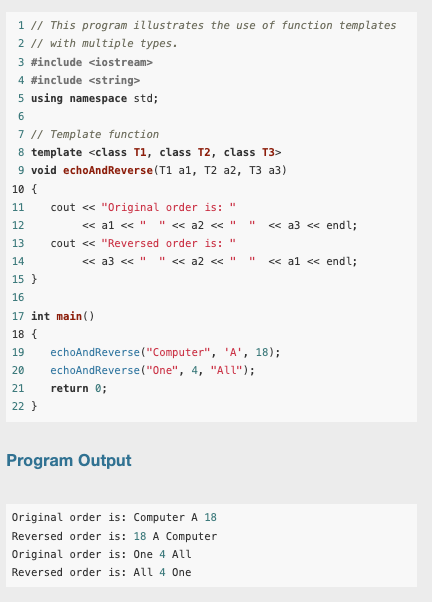 1 // This program illustrates the use of function templates
2 // with multiple types.
3 #include <iostream>
4 #include <string>
5 using namespace std;
6
7 // Template function
8 template <class T1, class T2, class T3>
9 void echoAndReverse(T1 a1, T2 a2, T3 a3)
10 {
11    cout << "Original order is: "
12         << a1 << "  " << a2 << "  "  << a3 << endl;
13    cout << "Reversed order is: "
14         << a3 << "  " << a2 << "  "  << a1 << endl;
15 }
16
17 int main()
18 {
19    echoAndReverse("Computer", 'A', 18);
20    echoAndReverse("One", 4, "All");
21    return 0;
22 }
Program Output
Original order is: Computer A 18
Reversed order is: 18 A Computer
Original order is: One 4 All
Reversed order is: All 4 One